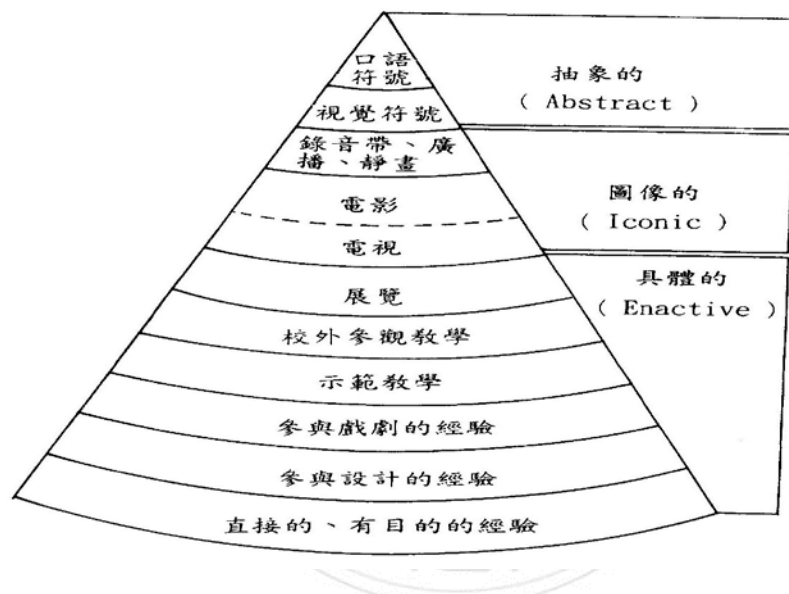 口語
符號
視覺符號
錄音帶、廣
播、靜畫
電影
電視
展覽
校外參觀教學
示範教學
參與戲劇的經驗
參與設計的經驗
直接的、有目的的經驗
抽象的
( Abstract )
圖像的
( Iconic )
具體的
( Enactive )